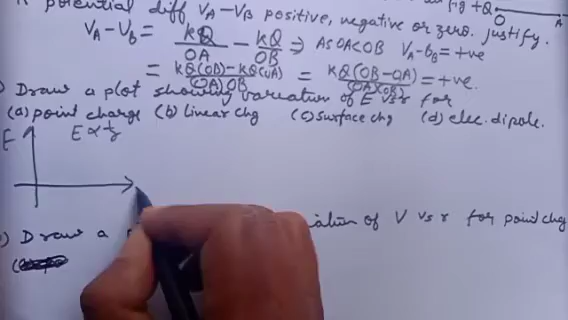 fig +Q O A
potential diff VA-VB positive, negative or zero. justify.
VA-VB = kQ/OA - kQ/OB ⇒ As OA<OB VA-VB = +ve
= kQ(OB)-kQ(OA)/(OA)OB = kQ(OB-OA)/(OA)(OB) = +ve.
Draw a plot showing variation of E vs r for
(a) point charge (b) linear chg (c) surface chg (d) elec. dipole.
E E∝1/r
) Draw a of V vs r for point chg